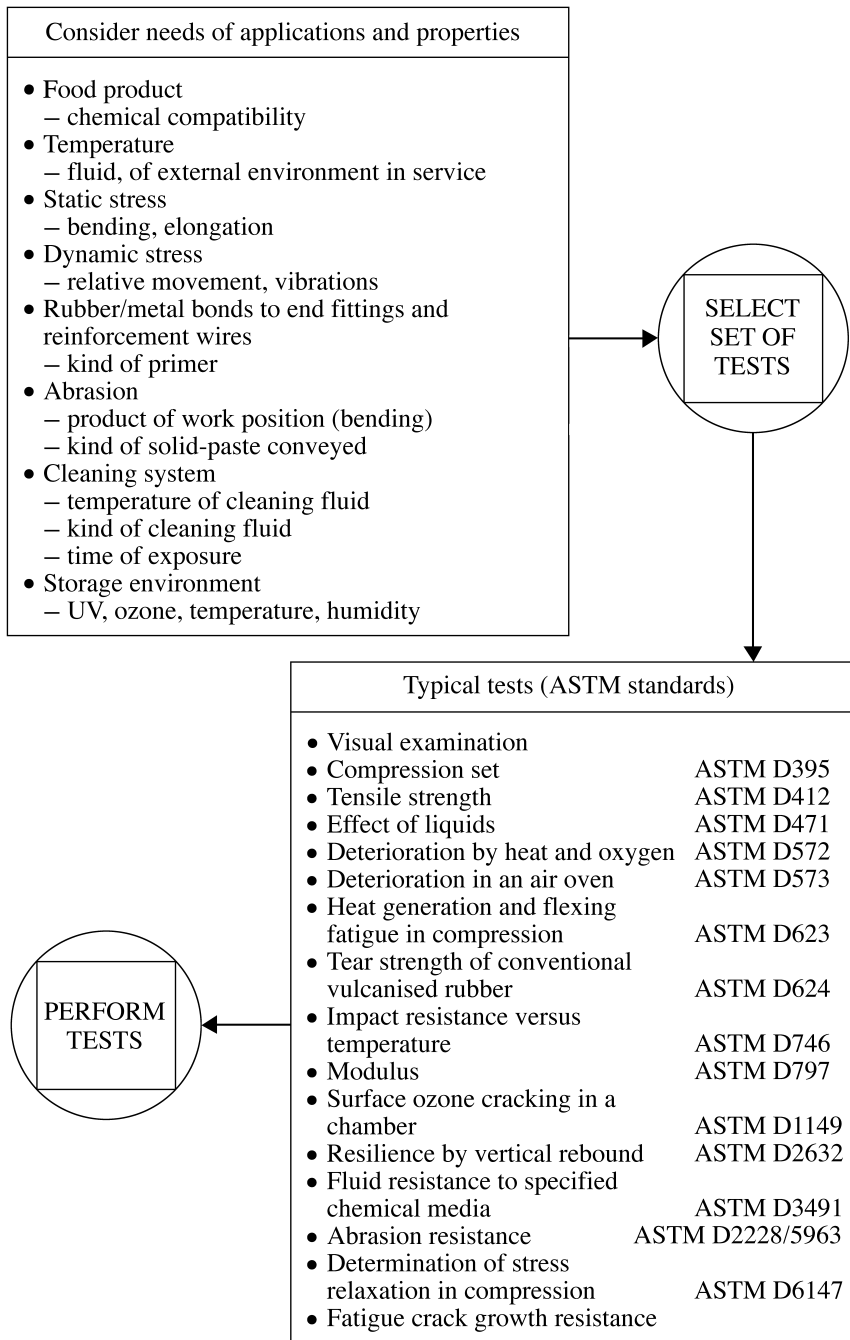 Consider needs of applications and properties
• Food product
– chemical compatibility
• Temperature
– fluid, of external environment in service
• Static stress
– bending, elongation
• Dynamic stress
– relative movement, vibrations
• Rubber/metal bonds to end fittings and
reinforcement wires
– kind of primer
• Abrasion
– product of work position (bending)
– kind of solid-paste conveyed
• Cleaning system
– temperature of cleaning fluid
– kind of cleaning fluid
– time of exposure
• Storage environment
– UV, ozone, temperature, humidity
SELECT
SET OF
TESTS
Typical tests (ASTM standards)
• Visual examination
• Compression set ASTM D395
• Tensile strength ASTM D412
• Effect of liquids ASTM D471
• Deterioration by heat and oxygen ASTM D572
• Deterioration in an air oven ASTM D573
• Heat generation and flexing
fatigue in compression ASTM D623
• Tear strength of conventional
vulcanised rubber ASTM D624
• Impact resistance versus
temperature ASTM D746
• Modulus ASTM D797
• Surface ozone cracking in a
chamber ASTM D1149
• Resilience by vertical rebound ASTM D2632
• Fluid resistance to specified
chemical media ASTM D3491
• Abrasion resistance ASTM D2228/5963
• Determination of stress
relaxation in compression ASTM D6147
• Fatigue crack growth resistance
PERFORM
TESTS